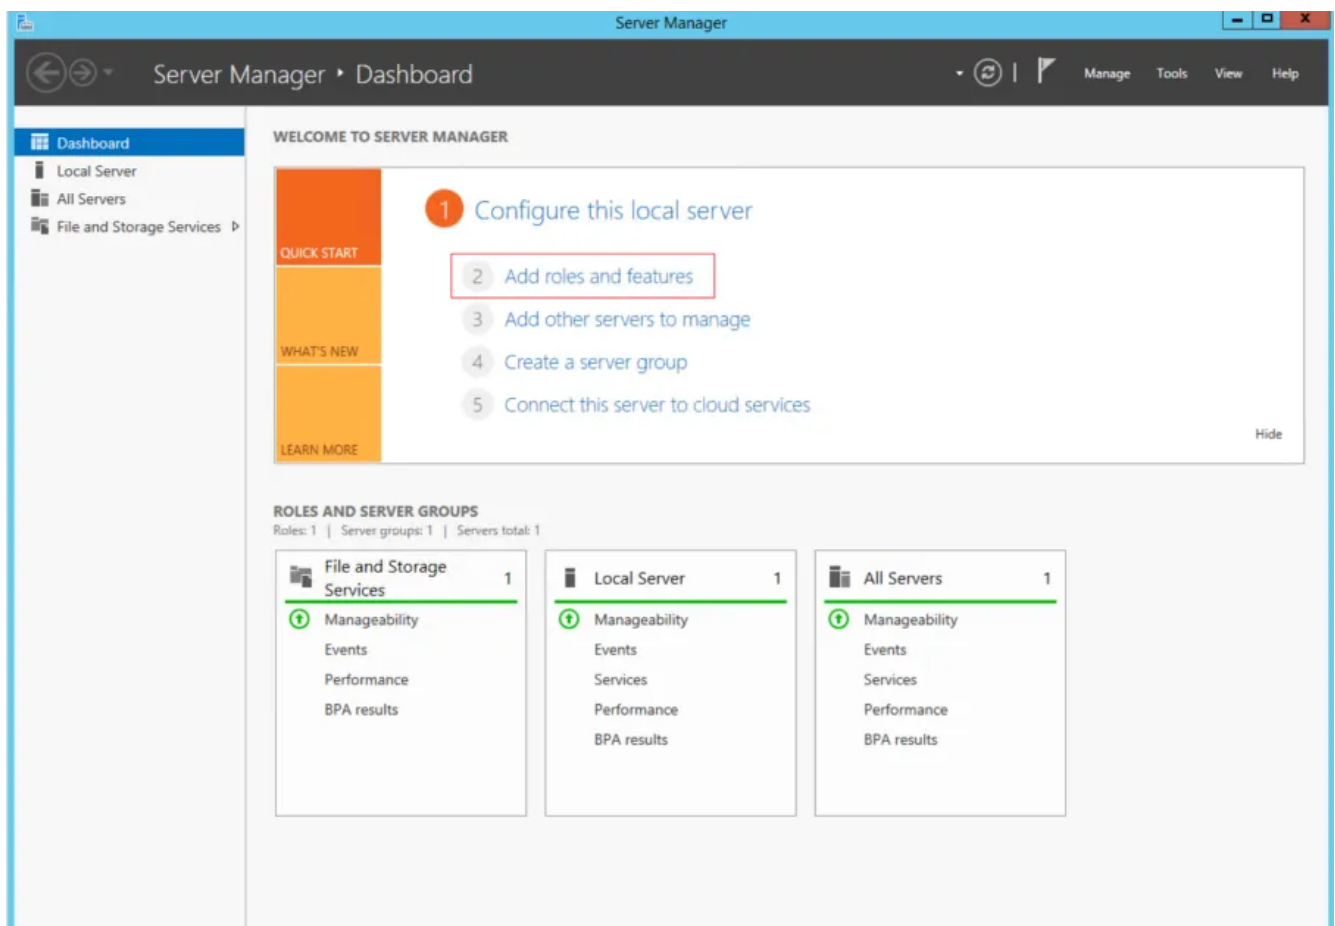 Server Manager
Server Manager ‣ Dashboard
Manage Tools View Help
Dashboard
Local Server
All Servers
File and Storage Services
WELCOME TO SERVER MANAGER
QUICK START
WHAT'S NEW
LEARN MORE
1 Configure this local server
2 Add roles and features
3 Add other servers to manage
4 Create a server group
5 Connect this server to cloud services
Hide
ROLES AND SERVER GROUPS
Roles: 1 | Server groups: 1 | Servers total: 1
File and Storage
Services 1
Manageability
Events
Performance
BPA results
Local Server 1
Manageability
Events
Services
Performance
BPA results
All Servers 1
Manageability
Events
Services
Performance
BPA results